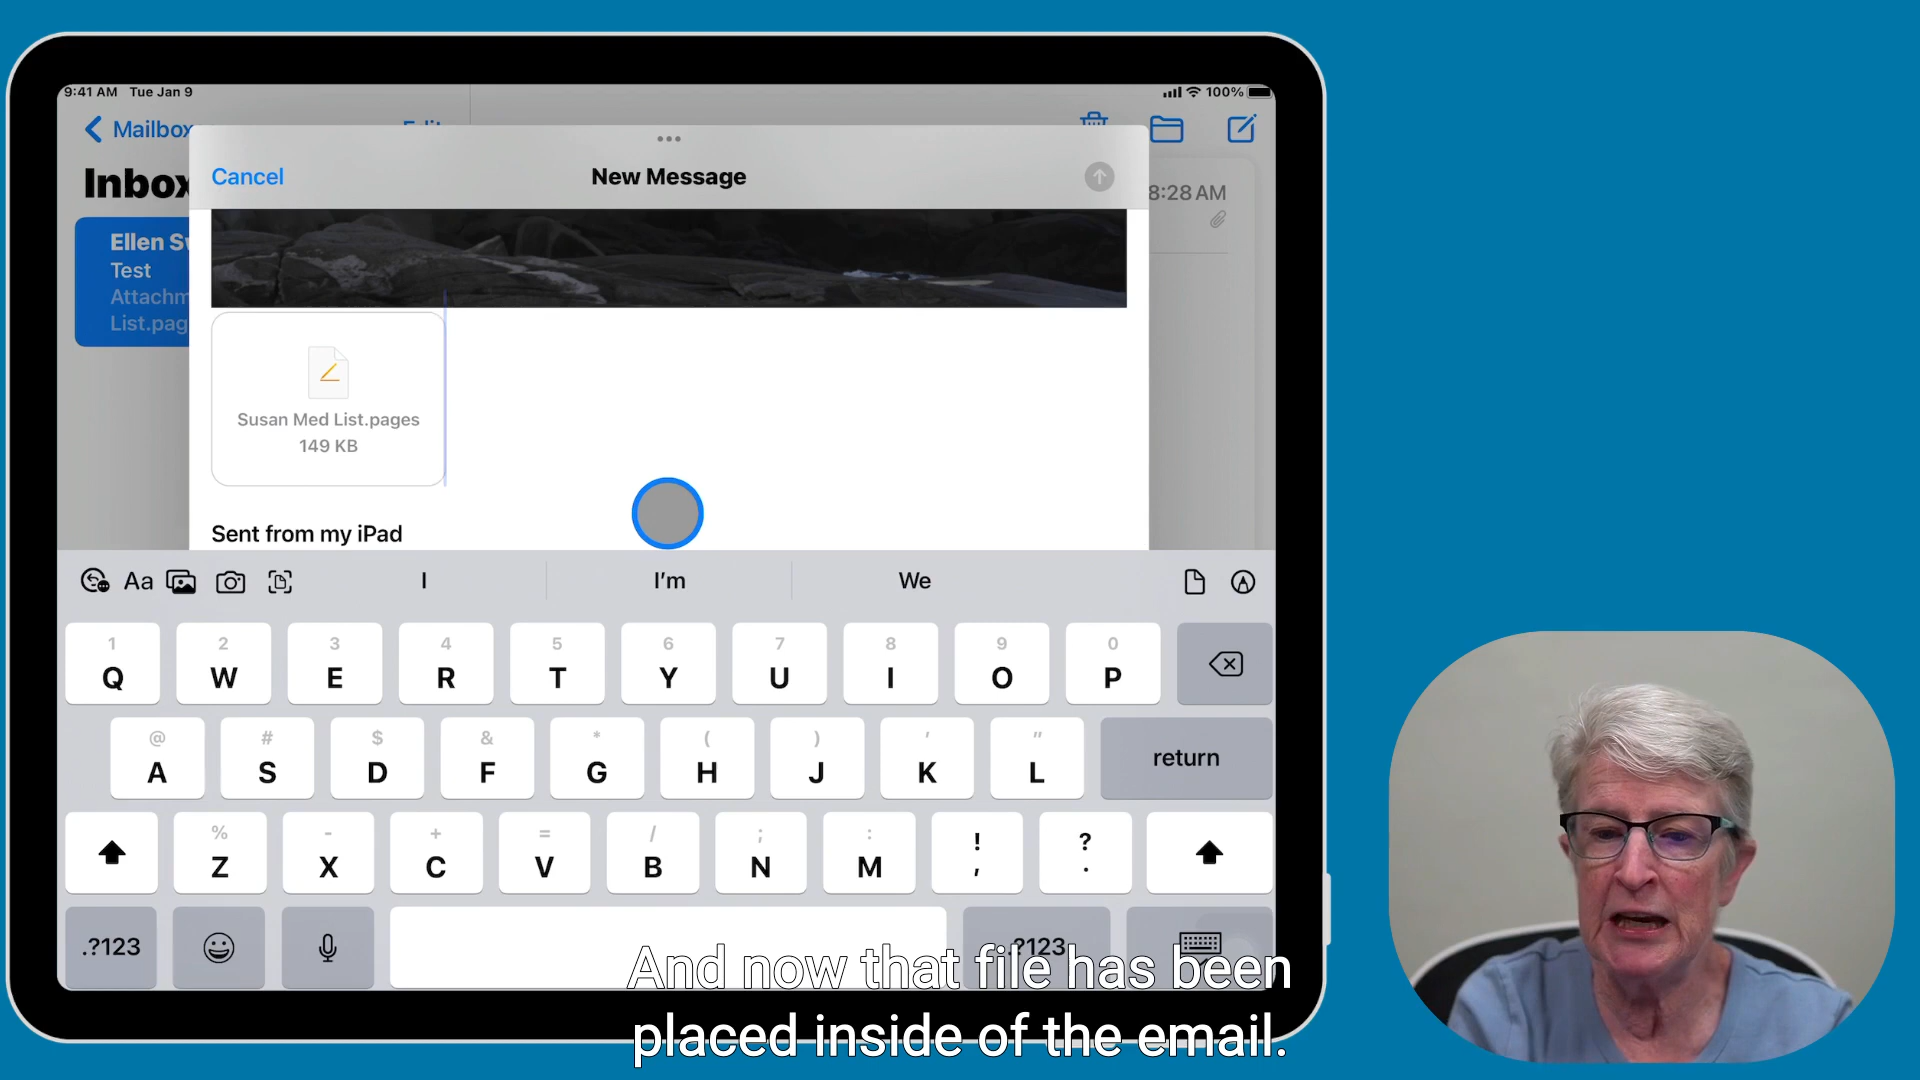 9:41 AM Tue Jan 9
100%
Mailbox
Edit
Inbox
Cancel
New Message
8:28 AM
Ellen Sw
Test
Attachm
List.pag
Susan Med List.pages
149 KB
Sent from my iPad
Aa
I
I'm
We
1 2 3 4 5 6 7 8 9 0
Q W E R T Y U I O P
@ # $ & * ( ) ' "
A S D F G H J K L
return
% - + = / ; : ! ?
Z X C V B N M , .
.?123
.?123
And now that file has been
placed inside of the email.